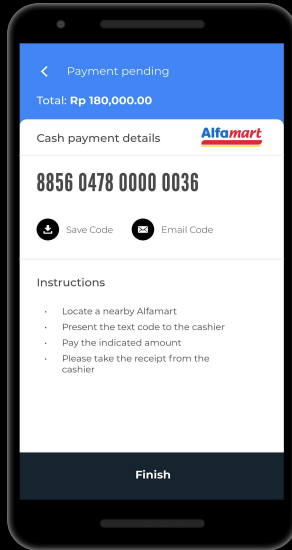 Payment pending
Total: Rp 180,000.00
Cash payment details
Alfamart
8856 0478 0000 0036
Save Code
Email Code
Instructions
· Locate a nearby Alfamart
· Present the text code to the cashier
· Pay the indicated amount
· Please take the receipt from the
cashier
Finish